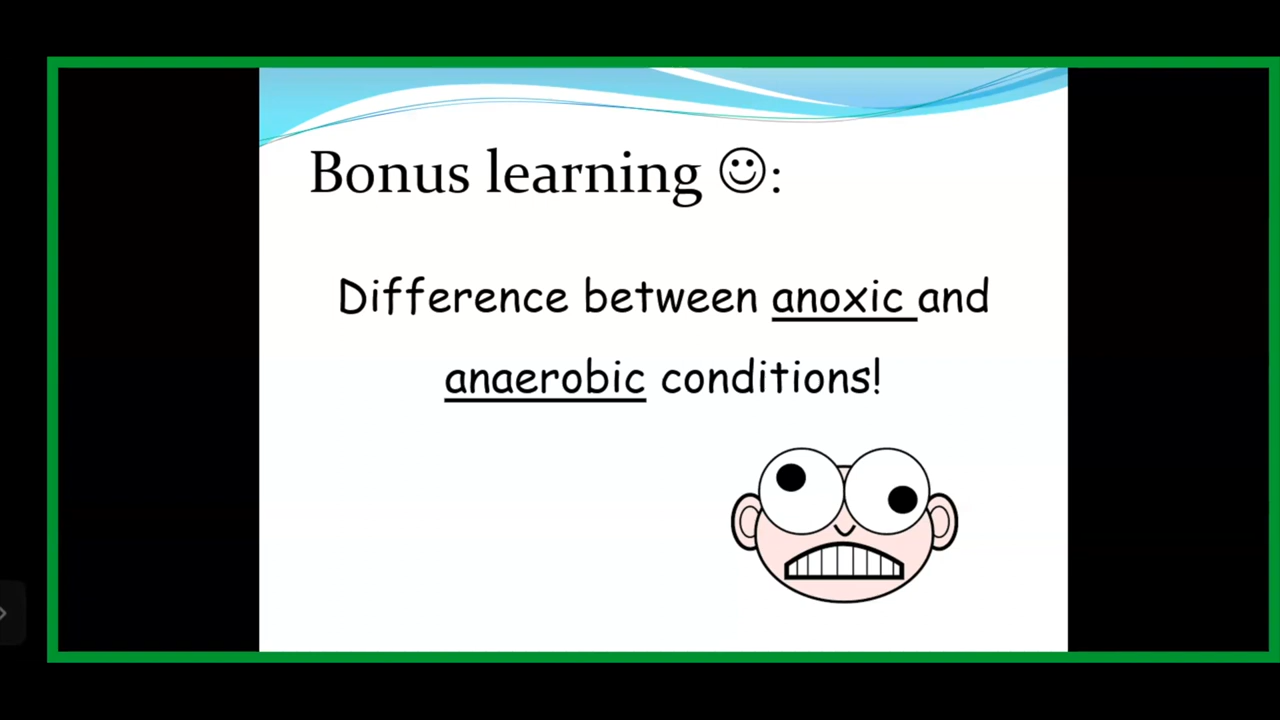 Bonus learning ☺:
Difference between anoxic and
anaerobic conditions!